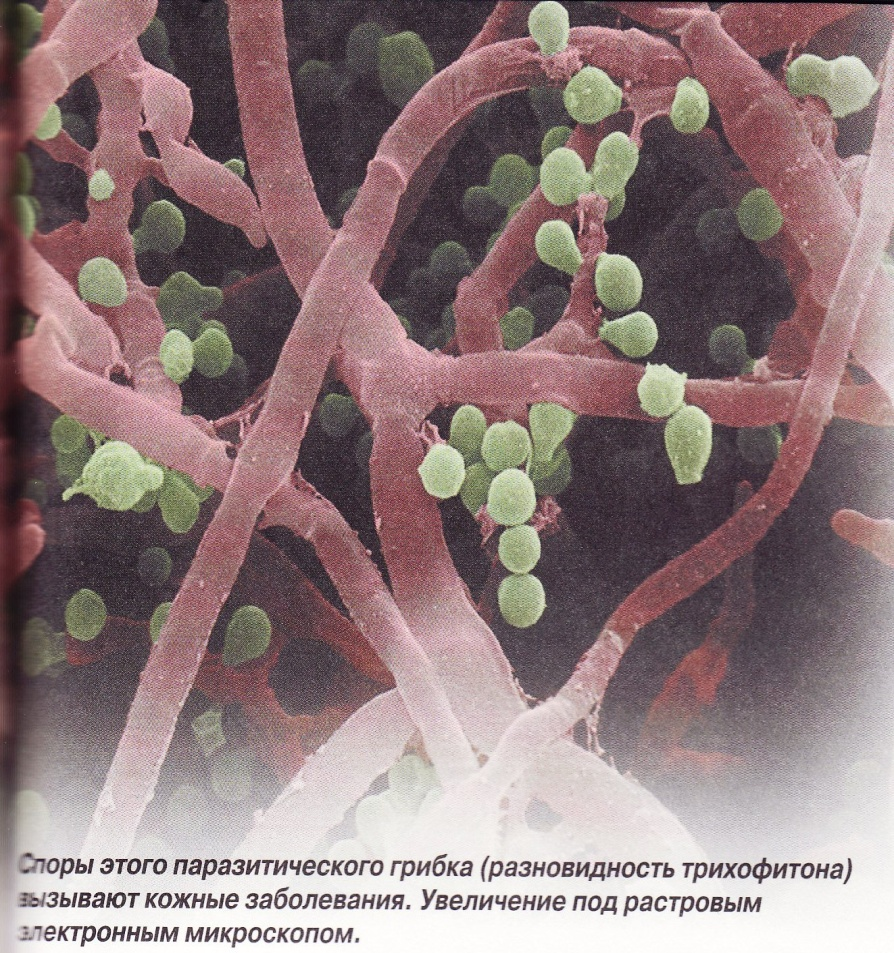 Споры этого паразитического грибка (разновидность трихофитона)
вызывают кожные заболевания. Увеличение под растровым
электронным микроскопом.